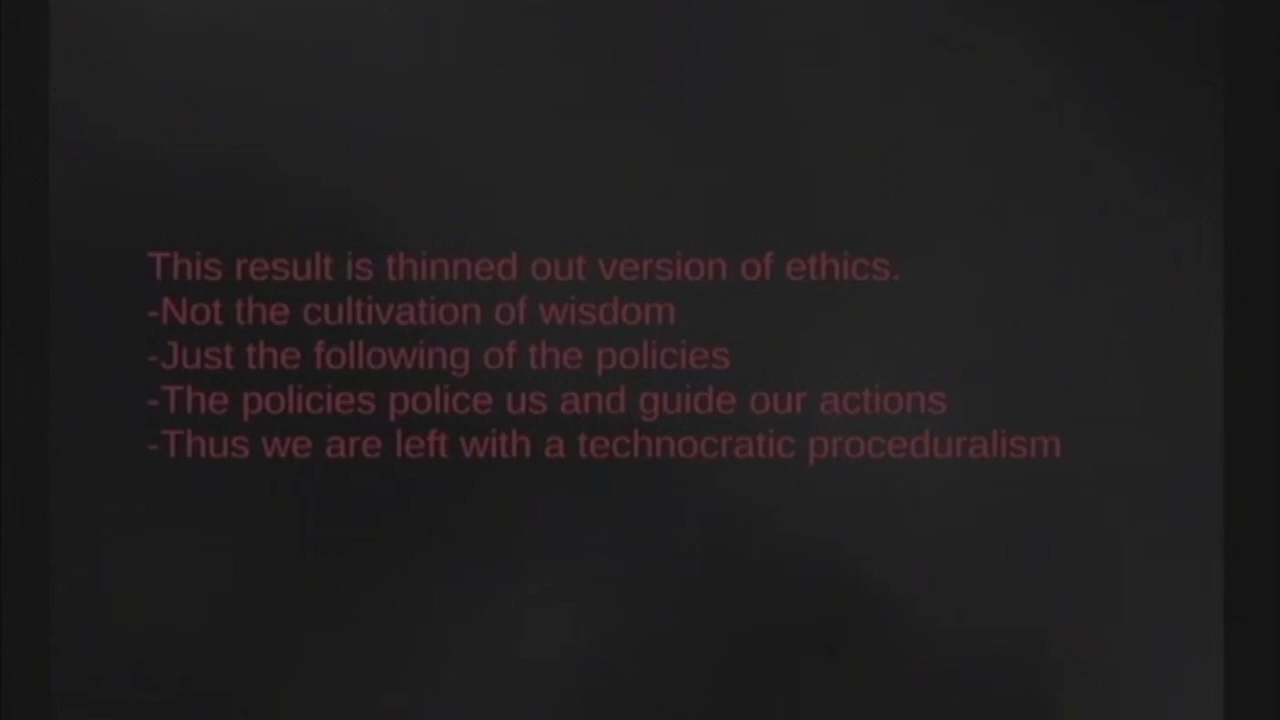 This result is thinned out version of ethics.
-Not the cultivation of wisdom
-Just the following of the policies
-The policies police us and guide our actions
-Thus we are left with a technocratic proceduralism